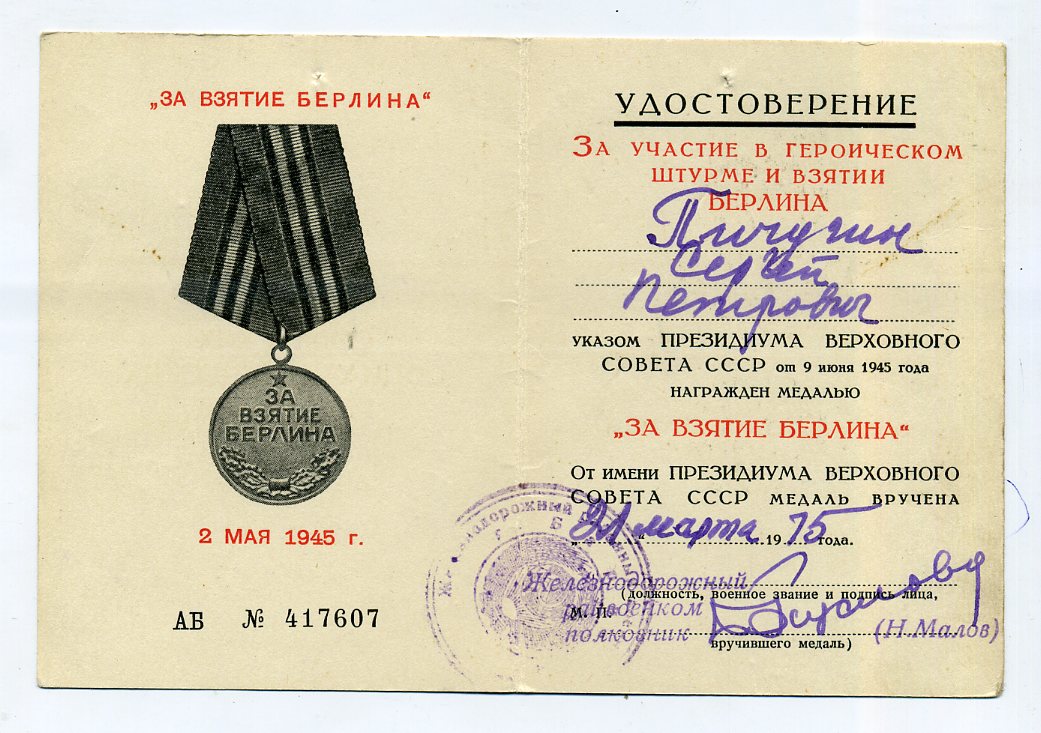 „ЗА ВЗЯТИЕ БЕРЛИНА“
ЗА
ВЗЯТИЕ
БЕРЛИНА
2 МАЯ 1945 г.
АБ № 417607
УДОСТОВЕРЕНИЕ
ЗА УЧАСТИЕ В ГЕРОИЧЕСКОМ
ШТУРМЕ И ВЗЯТИИ
БЕРЛИНА
Пичугин
Сергей
Петрович
УКАЗОМ ПРЕЗИДИУМА ВЕРХОВНОГО
СОВЕТА СССР от 9 июня 1945 года
НАГРАЖДЕН МЕДАЛЬЮ
„ЗА ВЗЯТИЕ БЕРЛИНА“
ОТ ИМЕНИ ПРЕЗИДИУМА ВЕРХОВНОГО
СОВЕТА СССР МЕДАЛЬ ВРУЧЕНА
21 марта 1975 года.
Железнодорожный
(должность, военное звание и подпись лица,
М. П. райвоенком
полковник (Н.Малов)
вручившего медаль)